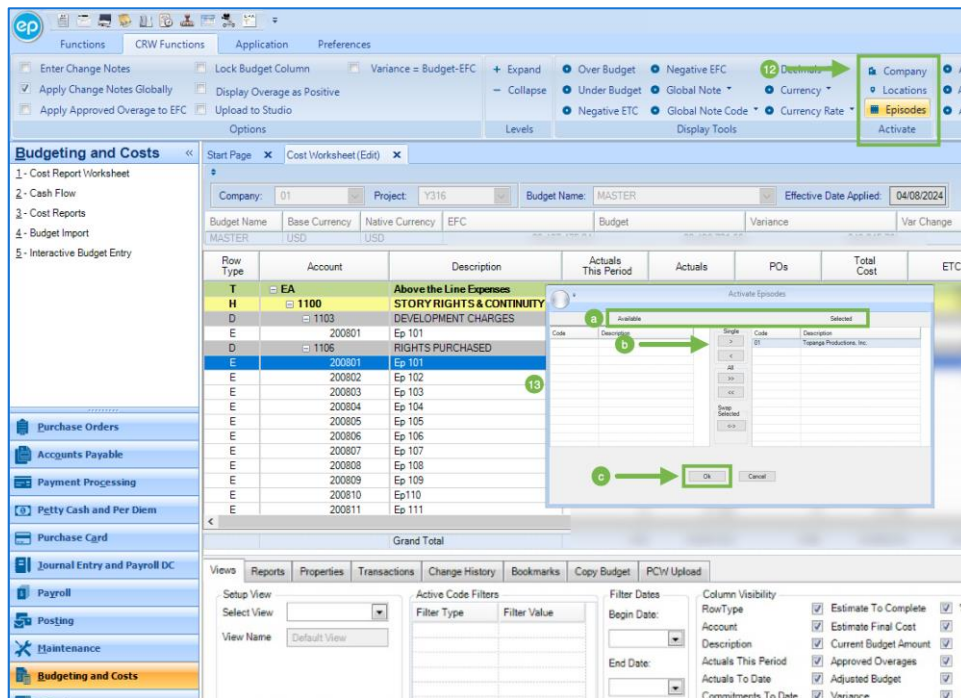 ep
Functions CRW Functions Application Preferences
Enter Change Notes Lock Budget Column Variance = Budget-EFC + Expand Over Budget Negative EFC 12 Decimals Company
Apply Change Notes Globally Display Overage as Positive - Collapse Under Budget Global Note Currency Locations
Apply Approved Overage to EFC Upload to Studio Negative ETC Global Note Code Currency Rate Episodes
Options Levels Display Tools Activate
Budgeting and Costs « Start Page X Cost Worksheet (Edit) X
1 - Cost Report Worksheet
2 - Cash Flow
3 - Cost Reports
4 - Budget Import
5 - Interactive Budget Entry
Company: 01 Project: Y316 Budget Name: MASTER Effective Date Applied: 04/08/2024
Budget Name Base Currency Native Currency EFC Budget Variance Var Change
MASTER USD USD
Row Type Account Description Actuals This Period Actuals POs Total Cost ETC
T EA Above the Line Expenses
H 1100 STORY RIGHTS & CONTINUITY
D 1103 DEVELOPMENT CHARGES
E 200801 Ep 101
D 1106 RIGHTS PURCHASED
E 200801 Ep 101
E 200802 Ep 102
E 200803 Ep 103
E 200804 Ep 104
E 200805 Ep 105
E 200806 Ep 106
E 200807 Ep 107
E 200808 Ep 108
E 200809 Ep 109
E 200810 Ep110
E 200811 Ep 111
<
Grand Total
13
Activate Episodes
a Available Selected
Code Description Single Code Description
b > 01 Topanga Productions, Inc.
<
All
>>
<<
Swap Selected
<>
c Ok Cancel
Purchase Orders
Accounts Payable
Payment Processing
Petty Cash and Per Diem
Purchase Card
Journal Entry and Payroll DC
Payroll
Posting
Maintenance
Budgeting and Costs
Views Reports Properties Transactions Change History Bookmarks Copy Budget PCW Upload
Setup View Active Code Filters Filter Dates Column Visibility
Select View Filter Type Filter Value Begin Date: RowType Estimate To Complete
View Name Default View Account Estimate Final Cost
Description Current Budget Amount
End Date: Actuals This Period Approved Overages
Actuals To Date Adjusted Budget
Commitments To Date Variance